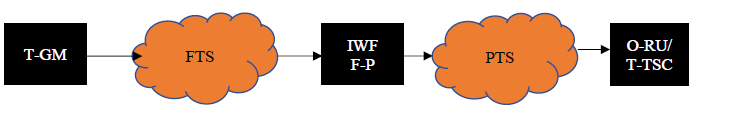 T-GM
FTS
IWF
F-P
PTS
O-RU/
T-TSC